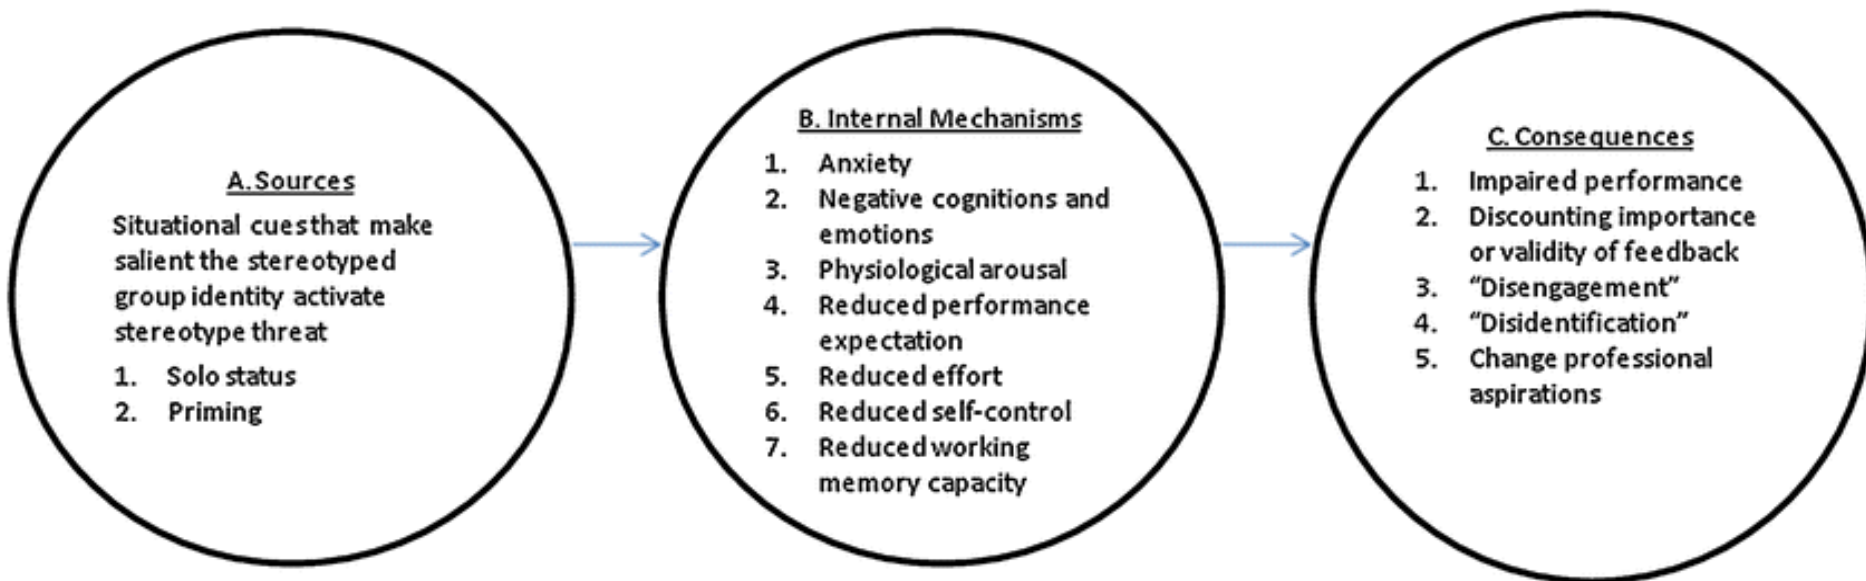 A. Sources
Situational cues that make
salient the stereotyped
group identity activate
stereotype threat
1. Solo status
2. Priming
B. Internal Mechanisms
1. Anxiety
2. Negative cognitions and
emotions
3. Physiological arousal
4. Reduced performance
expectation
5. Reduced effort
6. Reduced self-control
7. Reduced working
memory capacity
C. Consequences
1. Impaired performance
2. Discounting importance
or validity of feedback
3. “Disengagement”
4. “Disidentification”
5. Change professional
aspirations